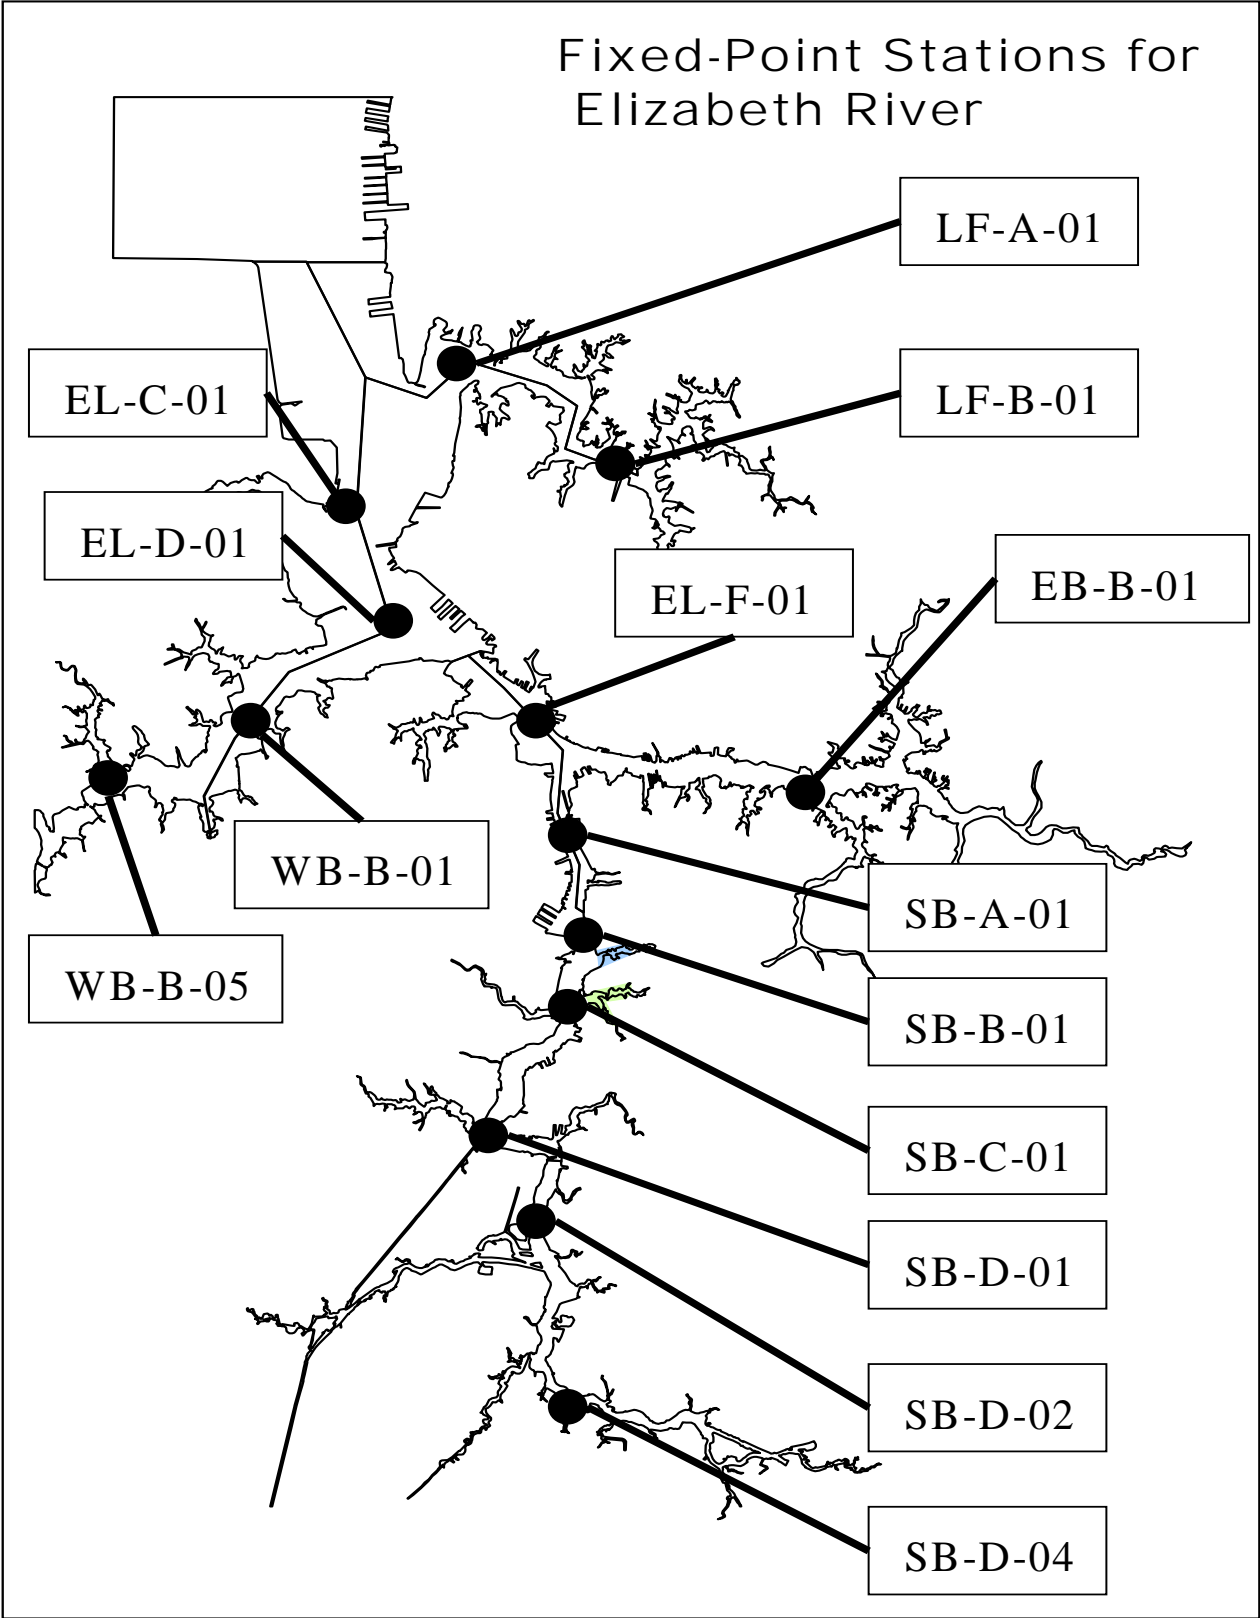 Fixed-Point Stations for
Elizabeth River
LF-A-01
EL-C-01
LF-B-01
EL-D-01
EL-F-01
EB-B-01
WB-B-01
SB-A-01
WB-B-05
SB-B-01
SB-C-01
SB-D-01
SB-D-02
SB-D-04